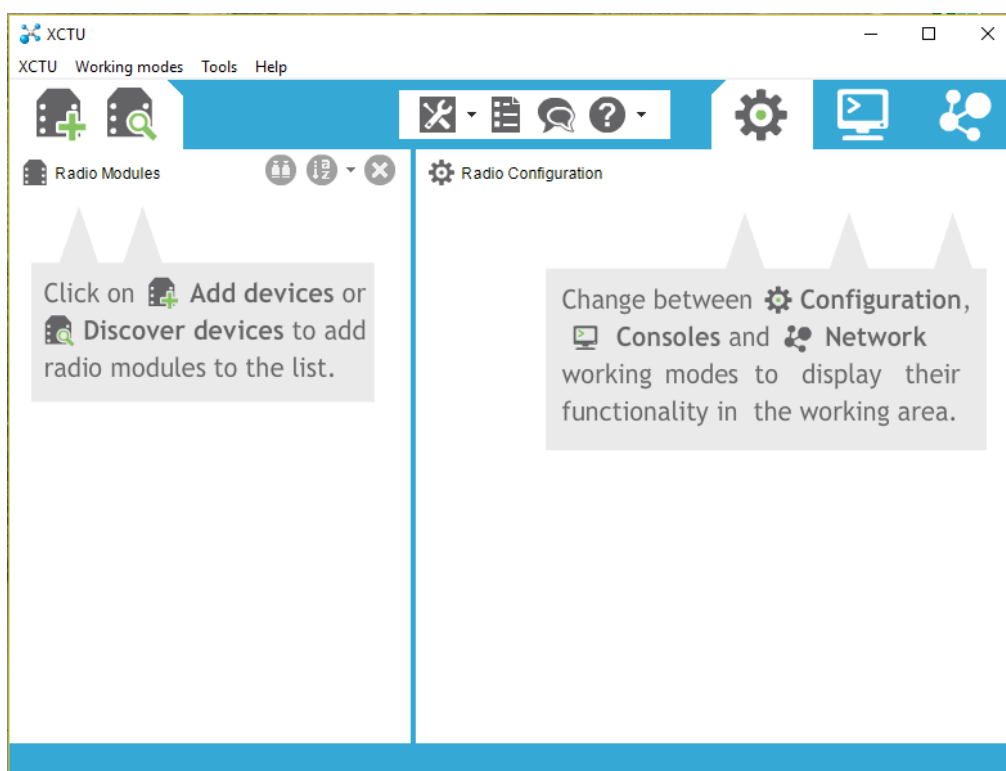 XCTU
XCTU Working modes Tools Help
Radio Modules
Radio Configuration
Click on Add devices or
Discover devices to add
radio modules to the list.
Change between Configuration,
Consoles and Network
working modes to display their
functionality in the working area.